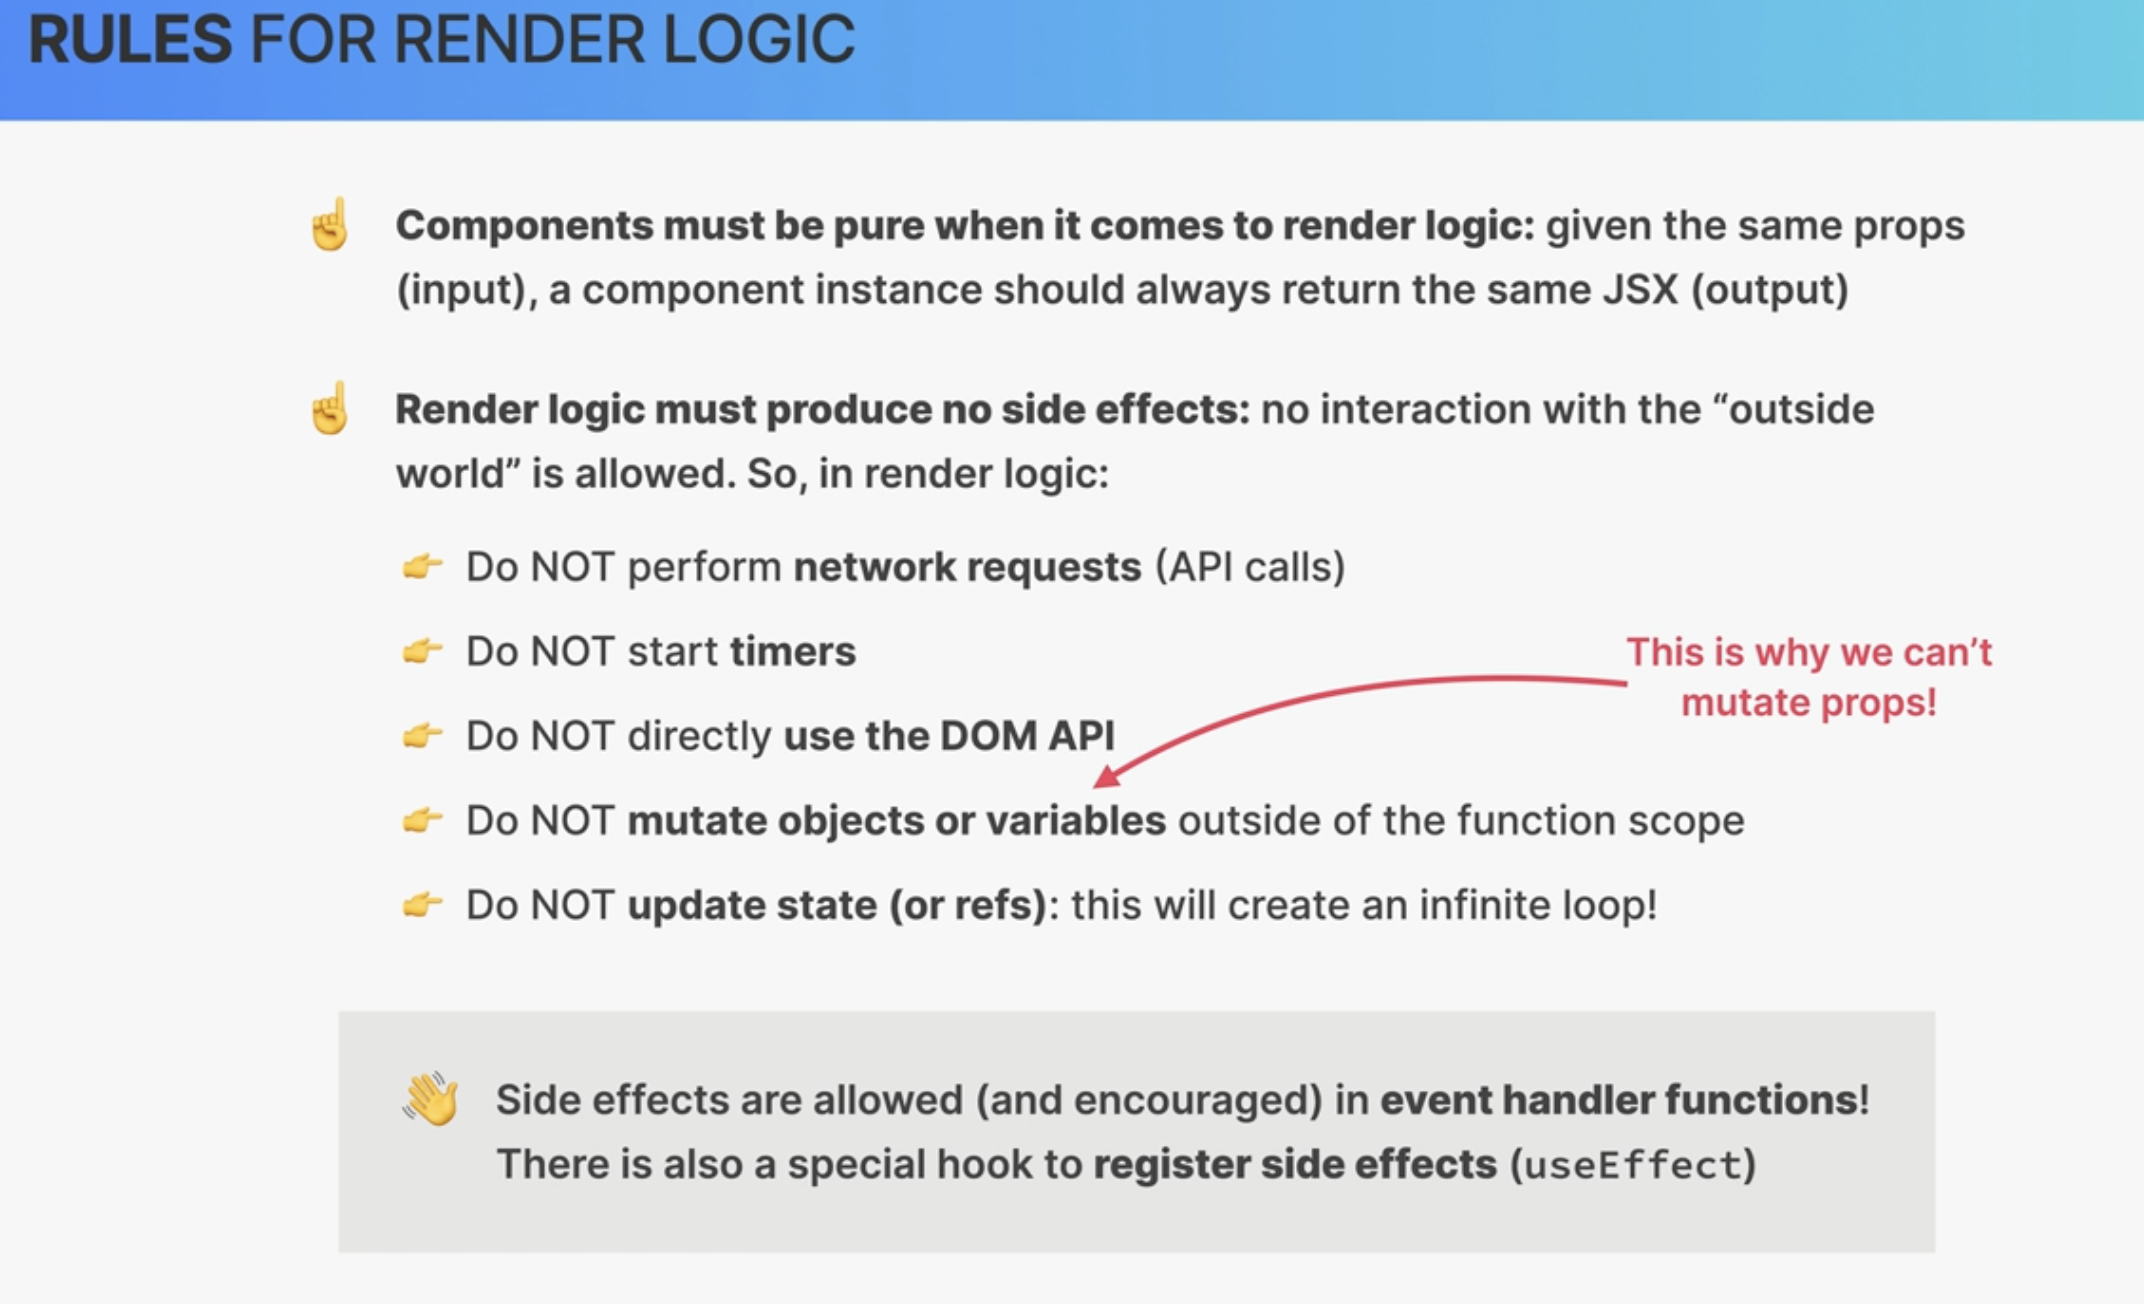 RULES FOR RENDER LOGIC
Components must be pure when it comes to render logic: given the same props
(input), a component instance should always return the same JSX (output)
Render logic must produce no side effects: no interaction with the “outside
world” is allowed. So, in render logic:
Do NOT perform network requests (API calls)
Do NOT start timers
This is why we can’t
mutate props!
Do NOT directly use the DOM API
Do NOT mutate objects or variables outside of the function scope
Do NOT update state (or refs): this will create an infinite loop!
Side effects are allowed (and encouraged) in event handler functions!
There is also a special hook to register side effects (useEffect)